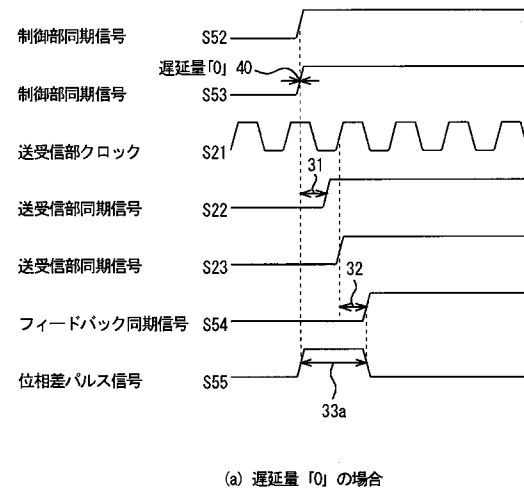 制御部同期信号 S52
遅延量「0」 40
制御部同期信号 S53
送受信部クロック S21
31
送受信部同期信号 S22
送受信部同期信号 S23
32
フィードバック同期信号 S54
位相差パルス信号 S55
33a
(a) 遅延量「0」の場合